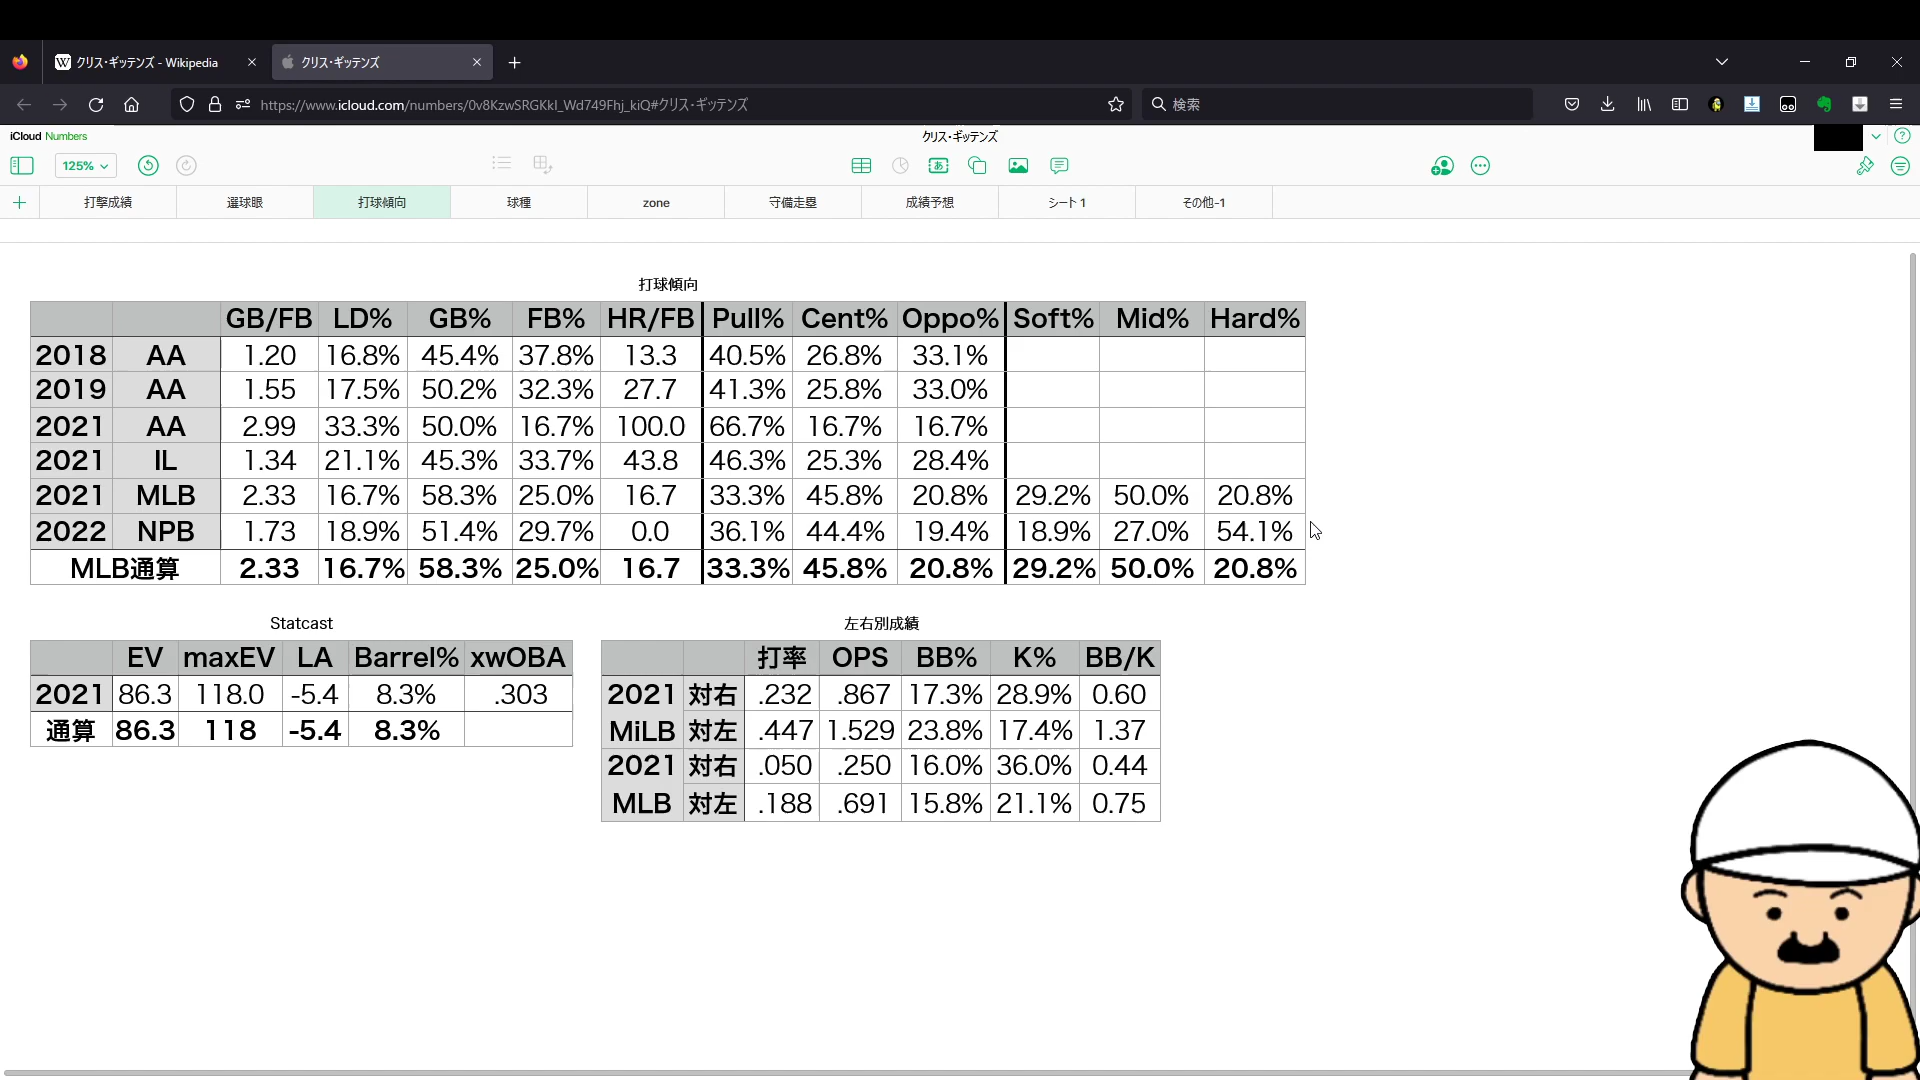 クリス・ギッテンズ - Wikipedia
クリス・ギッテンズ
https://www.icloud.com/numbers/0v8KzwSRGKkI_Wd749Fhj_kiQ#クリス・ギッテンズ
検索
iCloud Numbers
クリス・ギッテンズ
125%
打撃成績 選球眼 打球傾向 球種 zone 守備走塁 成績予想 シート 1 その他-1
打球傾向
GB/FB LD% GB% FB% HR/FB Pull% Cent% Oppo% Soft% Mid% Hard%
2018 AA 1.20 16.8% 45.4% 37.8% 13.3 40.5% 26.8% 33.1%
2019 AA 1.55 17.5% 50.2% 32.3% 27.7 41.3% 25.8% 33.0%
2021 AA 2.99 33.3% 50.0% 16.7% 100.0 66.7% 16.7% 16.7%
2021 IL 1.34 21.1% 45.3% 33.7% 43.8 46.3% 25.3% 28.4%
2021 MLB 2.33 16.7% 58.3% 25.0% 16.7 33.3% 45.8% 20.8% 29.2% 50.0% 20.8%
2022 NPB 1.73 18.9% 51.4% 29.7% 0.0 36.1% 44.4% 19.4% 18.9% 27.0% 54.1%
MLB通算 2.33 16.7% 58.3% 25.0% 16.7 33.3% 45.8% 20.8% 29.2% 50.0% 20.8%
Statcast
EV maxEV LA Barrel% xwOBA
2021 86.3 118.0 -5.4 8.3% .303
通算 86.3 118 -5.4 8.3%
左右別成績
打率 OPS BB% K% BB/K
2021 対右 .232 .867 17.3% 28.9% 0.60
MiLB 対左 .447 1.529 23.8% 17.4% 1.37
2021 対右 .050 .250 16.0% 36.0% 0.44
MLB 対左 .188 .691 15.8% 21.1% 0.75